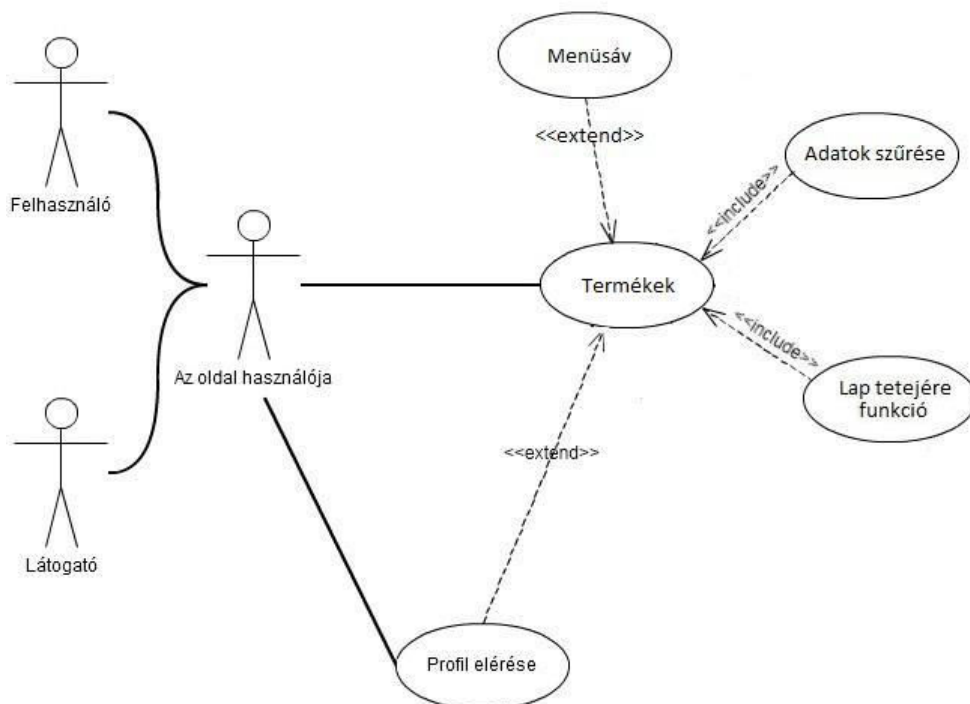 Menüsáv
<<extend>>
Adatok szűrése
<<include>>
Felhasználó
Termékek
<<include>>
Az oldal használója
Lap tetejére
funkció
<<extend>>
Látogató
Profil elérése